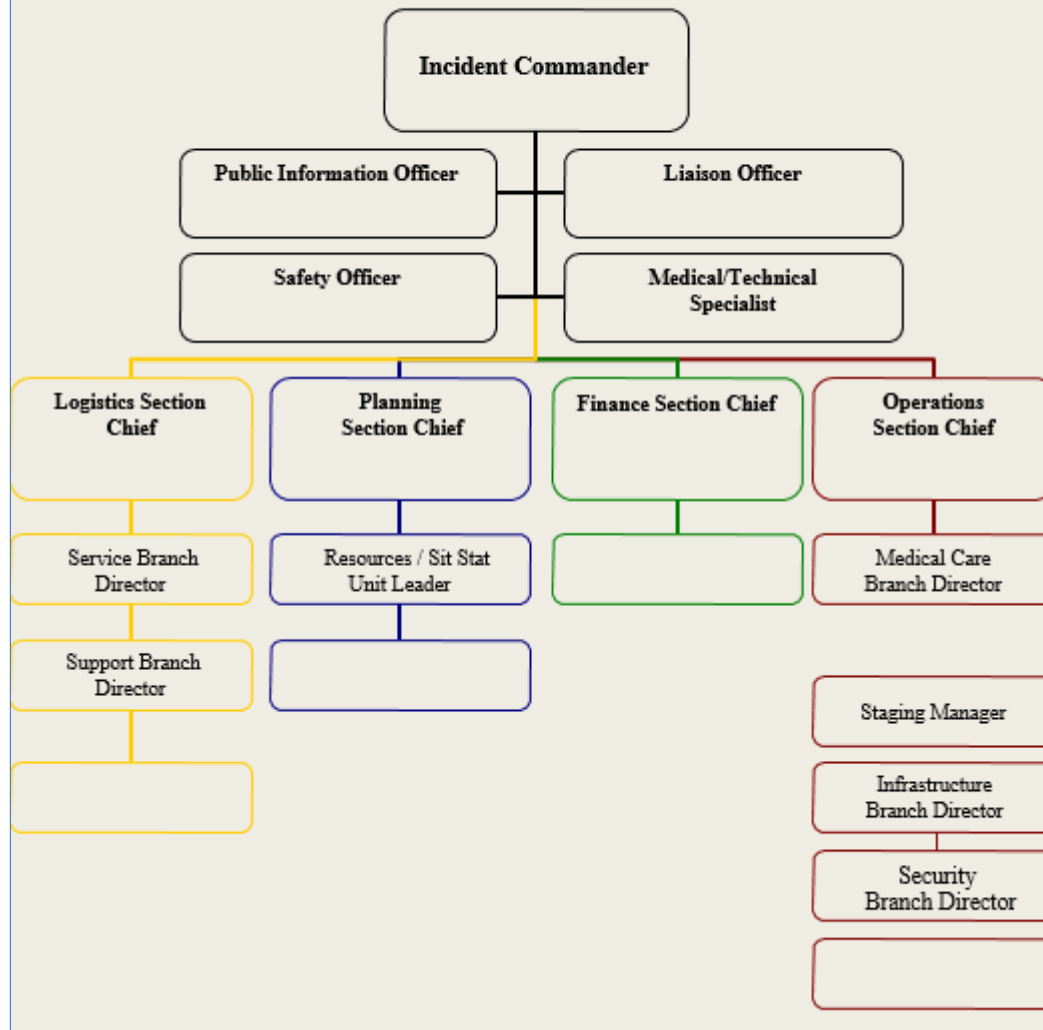 Incident Commander
Public Information Officer
Liaison Officer
Safety Officer
Medical/Technical
Specialist
Logistics Section
Chief
Planning
Section Chief
Finance Section Chief
Operations
Section Chief
Service Branch
Director
Resources / Sit Stat
Unit Leader
Medical Care
Branch Director
Support Branch
Director
Staging Manager
Infrastructure
Branch Director
Security
Branch Director